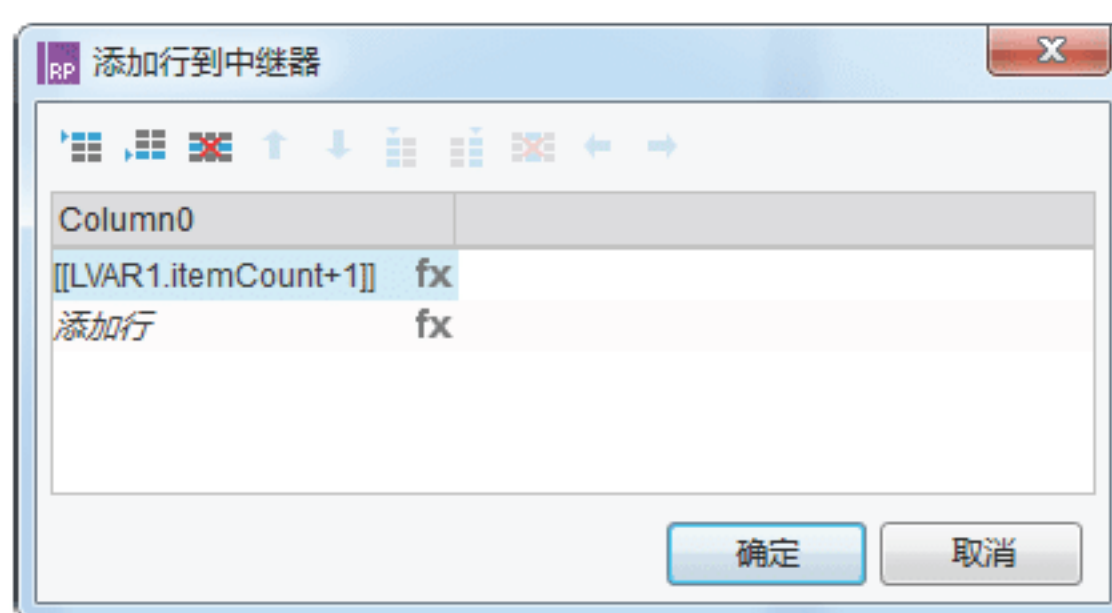 RP 添加行到中继器
Column0
[[LVAR1.itemCount+1]] fx
添加行 fx
确定 取消